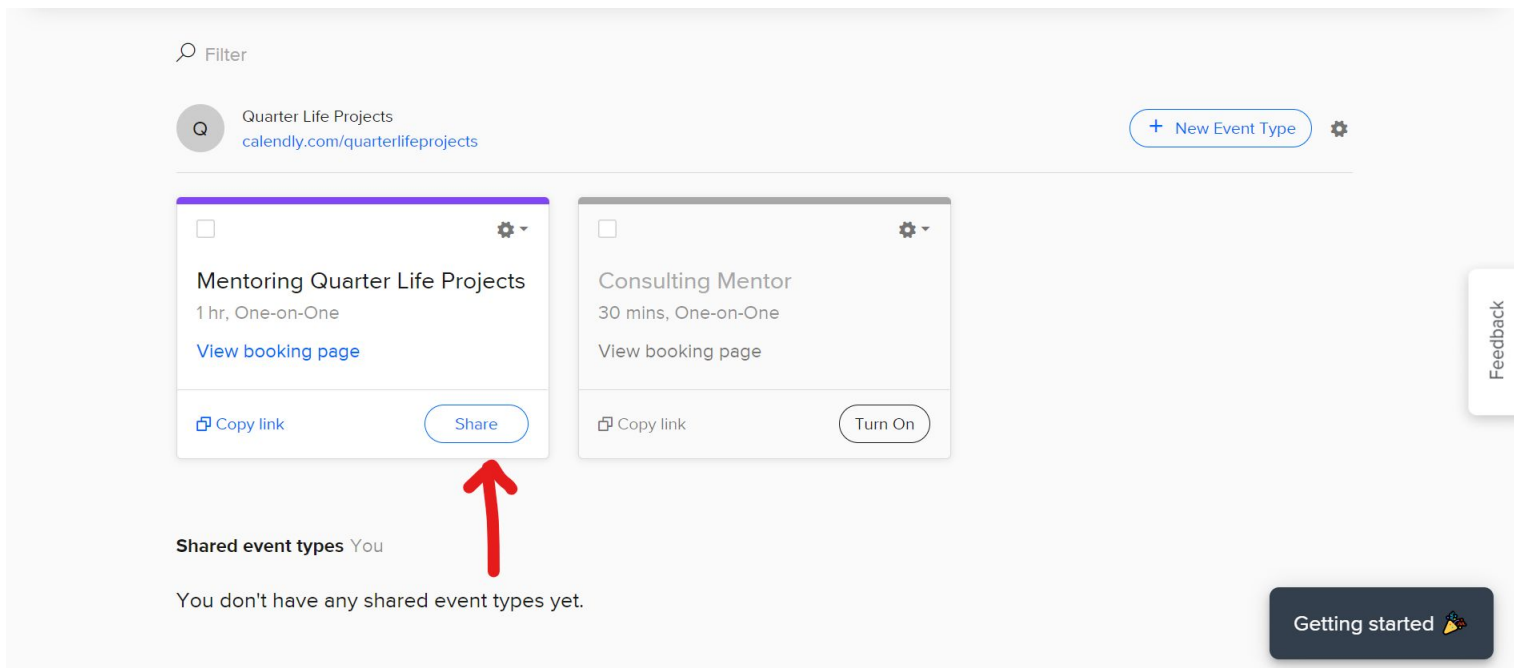 Filter
Q
Quarter Life Projects
calendly.com/quarterlifeprojects
+ New Event Type
Mentoring Quarter Life Projects
1 hr, One-on-One
View booking page
Copy link
Share
Consulting Mentor
30 mins, One-on-One
View booking page
Copy link
Turn On
Feedback
Shared event types You
You don't have any shared event types yet.
Getting started 🎉